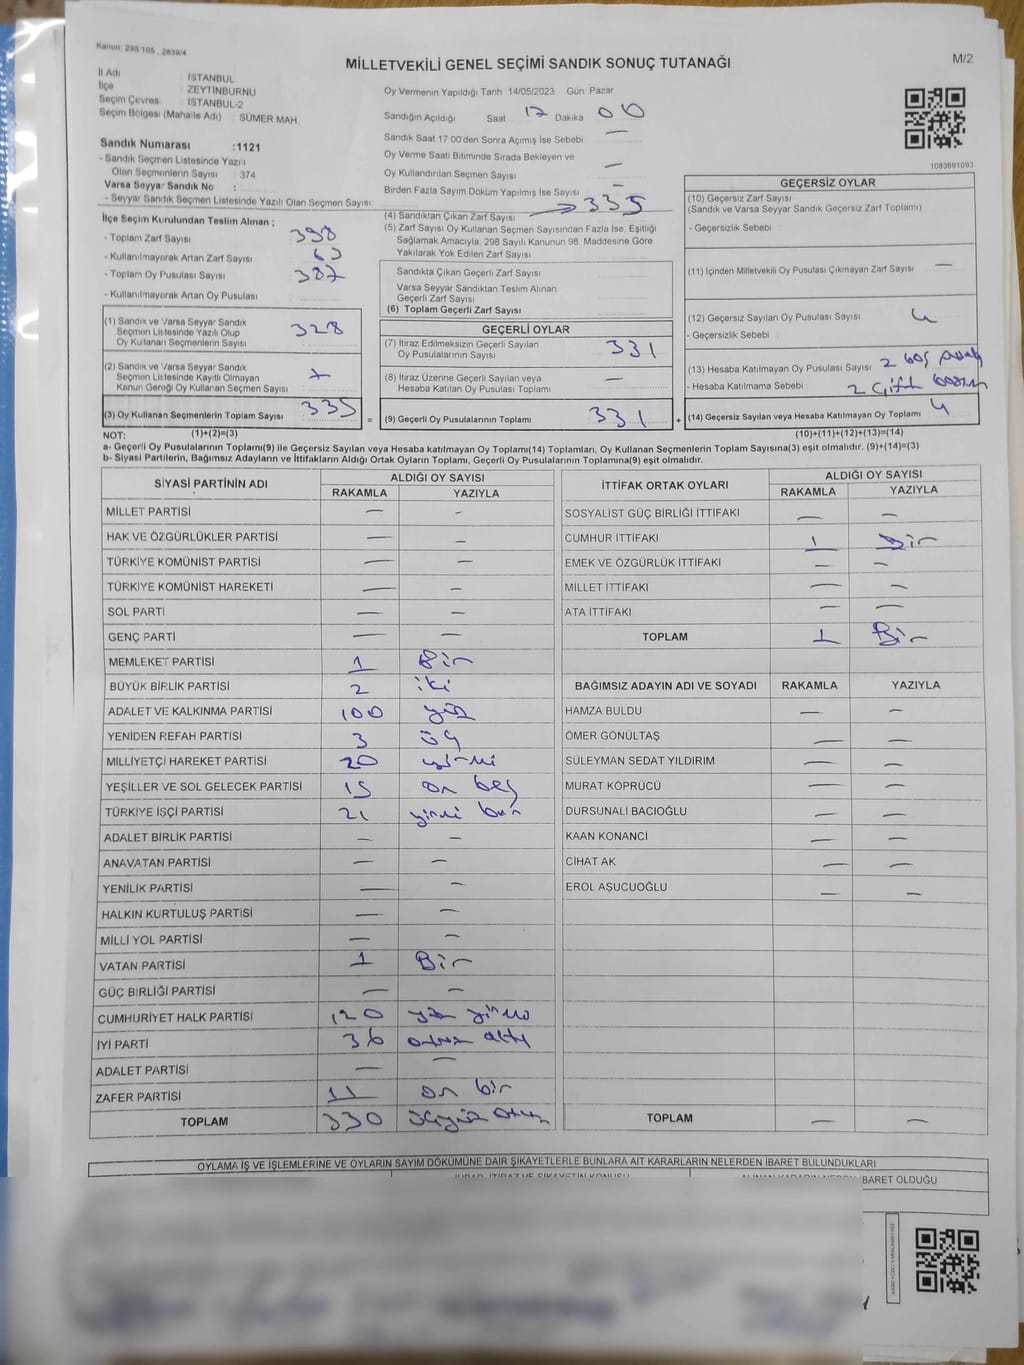 Kanun: 298/105, 2839/4
MİLLETVEKİLİ GENEL SEÇİMİ SANDIK SONUÇ TUTANAĞI
M/2
İl Adı : İSTANBUL
İlçe : ZEYTİNBURNU
Seçim Çevresi : İSTANBUL-2
Seçim Bölgesi (Mahalle Adı) : SÜMER MAH.
Sandık Numarası :1121
- Sandık Seçmen Listesinde Yazılı
Olan Seçmenlerin Sayısı : 374
Varsa Seyyar Sandık No :
- Seyyar Sandık Seçmen Listesinde Yazılı Olan Seçmen Sayısı
Oy Vermenin Yapıldığı Tarih : 14/05/2023 Gün: Pazar
Sandığın Açıldığı Saat 17 Dakika 00
Sandık Saat 17.00'den Sonra Açılmış İse Sebebi —
Oy Verme Saati Bitiminde Sırada Bekleyen ve
Oy Kullandırılan Seçmen Sayısı —
Birden Fazla Sayım Döküm Yapılmış İse Sayısı —
1083691093
İlçe Seçim Kurulundan Teslim Alınan ;
- Toplam Zarf Sayısı 398
- Kullanılmayarak Artan Zarf Sayısı 63
- Toplam Oy Pusulası Sayısı 387
- Kullanılmayarak Artan Oy Pusulası
(1) Sandık ve Varsa Seyyar Sandık
Seçmen Listesinde Yazılı Olup
Oy Kullanan Seçmenlerin Sayısı 328
(2) Sandık ve Varsa Seyyar Sandık
Seçmen Listesinde Kayıtlı Olmayan
Kanun Gereği Oy Kullanan Seçmen Sayısı 7
(3) Oy Kullanan Seçmenlerin Toplam Sayısı 335
(4) Sandıktan Çıkan Zarf Sayısı 335
(5) Zarf Sayısı Oy Kullanan Seçmen Sayısından Fazla İse, Eşitliği
Sağlamak Amacıyla, 298 Sayılı Kanunun 98. Maddesine Göre
Yakılarak Yok Edilen Zarf Sayısı
Sandıkta Çıkan Geçerli Zarf Sayısı
Varsa Seyyar Sandıktan Teslim Alınan
Geçerli Zarf Sayısı
(6) Toplam Geçerli Zarf Sayısı
GEÇERLİ OYLAR
(7) İtiraz Edilmeksizin Geçerli Sayılan
Oy Pusulalarının Sayısı 331
(8) İtiraz Üzerine Geçerli Sayılan veya
Hesaba Katılan Oy Pusulası Toplamı —
= (9) Geçerli Oy Pusulalarının Toplamı 331 +
GEÇERSİZ OYLAR
(10) Geçersiz Zarf Sayısı
(Sandık ve Varsa Seyyar Sandık Geçersiz Zarf Toplamı)
- Geçersizlik Sebebi :
(11) İçinden Milletvekili Oy Pusulası Çıkmayan Zarf Sayısı —
(12) Geçersiz Sayılan Oy Pusulası Sayısı 4
- Geçersizlik Sebebi :
(13) Hesaba Katılmayan Oy Pusulası Sayısı 2 boş
- Hesaba Katılmama Sebebi : 2 Çift
(14) Geçersiz Sayılan veya Hesaba Katılmayan Oy Toplamı 4
NOT: (1)+(2)=(3) (10)+(11)+(12)+(13)=(14)
a- Geçerli Oy Pusulalarının Toplamı(9) ile Geçersiz Sayılan veya Hesaba katılmayan Oy Toplamı(14) Toplamları, Oy Kullanan Seçmenlerin Toplam Sayısına(3) eşit olmalıdır. (9)+(14)=(3)
b- Siyasi Partilerin, Bağımsız Adayların ve İttifakların Aldığı Ortak Oyların Toplamı, Geçerli Oy Pusulalarının Toplamına(9) eşit olmalıdır.
SİYASİ PARTİNİN ADI ALDIĞI OY SAYISI
RAKAMLA YAZIYLA
MİLLET PARTİSİ — —
HAK VE ÖZGÜRLÜKLER PARTİSİ — —
TÜRKİYE KOMÜNİST PARTİSİ — —
TÜRKİYE KOMÜNİST HAREKETİ — —
SOL PARTİ — —
GENÇ PARTİ — —
MEMLEKET PARTİSİ 1 Bir
BÜYÜK BİRLİK PARTİSİ 2 iki
ADALET VE KALKINMA PARTİSİ 100 yüz
YENİDEN REFAH PARTİSİ 3 üç
MİLLİYETÇİ HAREKET PARTİSİ 20 yirmi
YEŞİLLER VE SOL GELECEK PARTİSİ 15 on beş
TÜRKİYE İŞÇİ PARTİSİ 21 yirmi bir
ADALET BİRLİK PARTİSİ — —
ANAVATAN PARTİSİ — —
YENİLİK PARTİSİ — —
HALKIN KURTULUŞ PARTİSİ — —
MİLLİ YOL PARTİSİ — —
VATAN PARTİSİ 1 Bir
GÜÇ BİRLİĞİ PARTİSİ — —
CUMHURİYET HALK PARTİSİ 120 yüz yirmi
İYİ PARTİ 36 otuz altı
ADALET PARTİSİ — —
ZAFER PARTİSİ 11 on bir
TOPLAM 330 üçyüz otuz
İTTİFAK ORTAK OYLARI ALDIĞI OY SAYISI
RAKAMLA YAZIYLA
SOSYALİST GÜÇ BİRLİĞİ İTTİFAKI — —
CUMHUR İTTİFAKI 1 Bir
EMEK VE ÖZGÜRLÜK İTTİFAKI — —
MİLLET İTTİFAKI — —
ATA İTTİFAKI — —
TOPLAM 1 Bir
BAĞIMSIZ ADAYIN ADI VE SOYADI RAKAMLA YAZIYLA
HAMZA BULDU — —
ÖMER GÖNÜLTAŞ — —
SÜLEYMAN SEDAT YILDIRIM — —
MURAT KÖPRÜCÜ — —
DURSUNALİ BACIOĞLU — —
KAAN KONANCİ — —
CİHAT AK — —
EROL AŞUCUOĞLU — —
TOPLAM — —
OYLAMA İŞ VE İŞLEMLERİNE VE OYLARIN SAYIM DÖKÜMÜNE DAİR ŞİKAYETLERLE BUNLARA AİT KARARLARIN NELERDEN İBARET BULUNDUKLARI
İBARET OLDUĞU